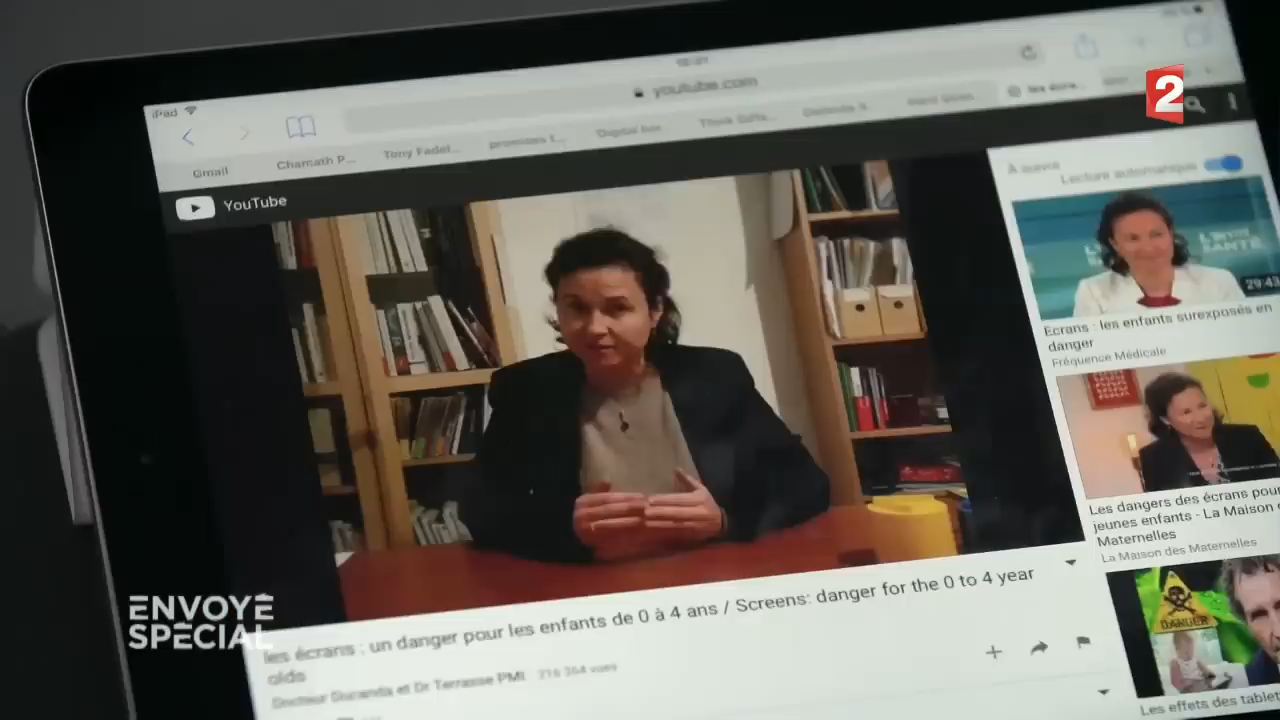 2
iPad
youtube.com
Gmail
Chamath P...
Tony Fadel...
promises t...
YouTube
À suivre
Lecture automatique
SANTÉ
29:43
Ecrans : les enfants surexposés en
danger
Fréquence Médicale
Les dangers des écrans pour
jeunes enfants - La Maison
Maternelles
La Maison des Maternelles
DANGER
Les effets des tablet
les écrans : un danger pour les enfants de 0 à 4 ans / Screens: danger for the 0 to 4 year
olds
Docteur Ducanda et Dr Terrasse PMI
ENVOYÉ
SPÉCIAL